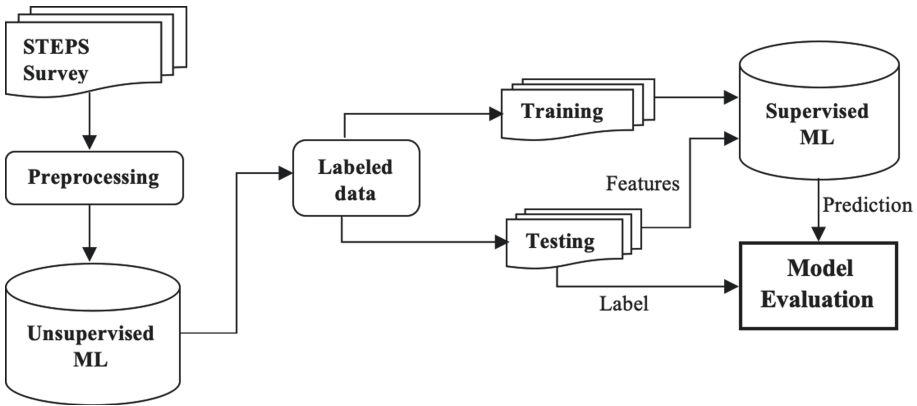 STEPS
Survey
Preprocessing
Unsupervised
ML
Labeled
data
Training
Testing
Features
Label
Supervised
ML
Prediction
Model
Evaluation